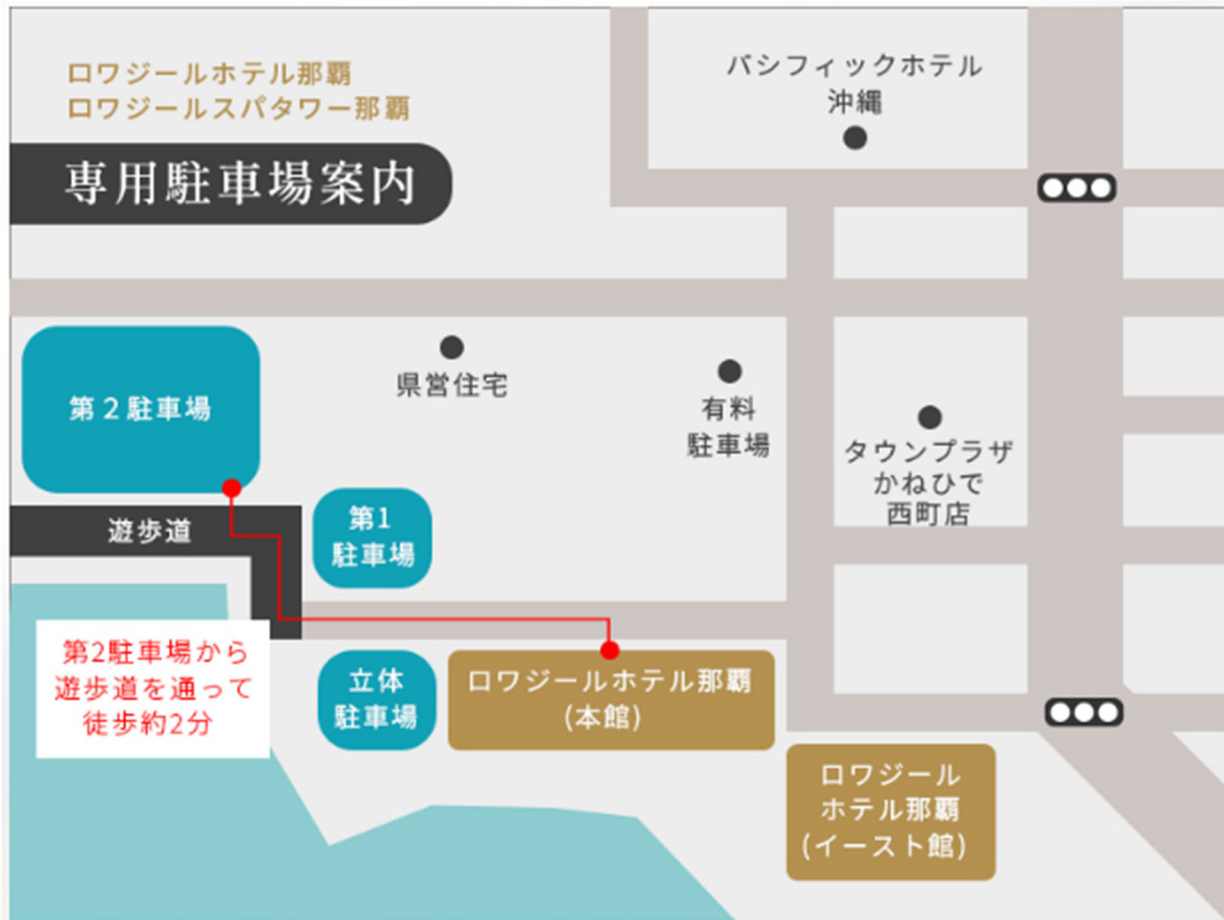 ロワジールホテル那覇
ロワジールスパタワー那覇
専用駐車場案内
パシフィックホテル
沖縄
第２駐車場
県営住宅
有料
駐車場
タウンプラザ
かねひで
西町店
遊歩道
第1
駐車場
第2駐車場から
遊歩道を通って
徒歩約2分
立体
駐車場
ロワジールホテル那覇
(本館)
ロワジール
ホテル那覇
(イースト館)